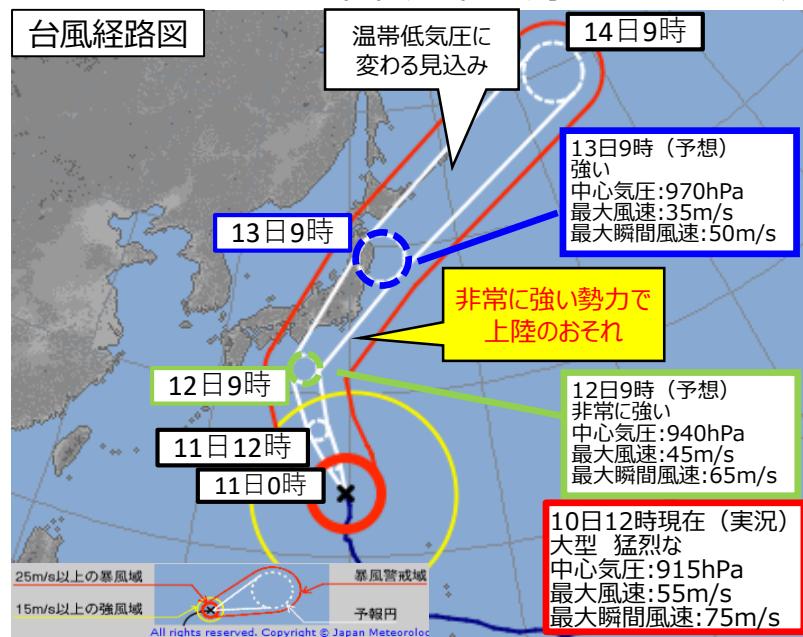 台風経路図
温帯低気圧に
変わる見込み
14日9時
13日9時（予想）
強い
中心気圧:970hPa
最大風速:35m/s
最大瞬間風速:50m/s
13日9時
非常に強い勢力で
上陸のおそれ
12日9時
12日9時（予想）
非常に強い
中心気圧:940hPa
最大風速:45m/s
最大瞬間風速:65m/s
11日12時
11日0時
10日12時現在（実況）
大型 猛烈な
中心気圧:915hPa
最大風速:55m/s
最大瞬間風速:75m/s
25m/s以上の暴風域
暴風警戒域
15m/s以上の強風域
予報円
All rights reserved. Copyright © Japan Meteoroloc